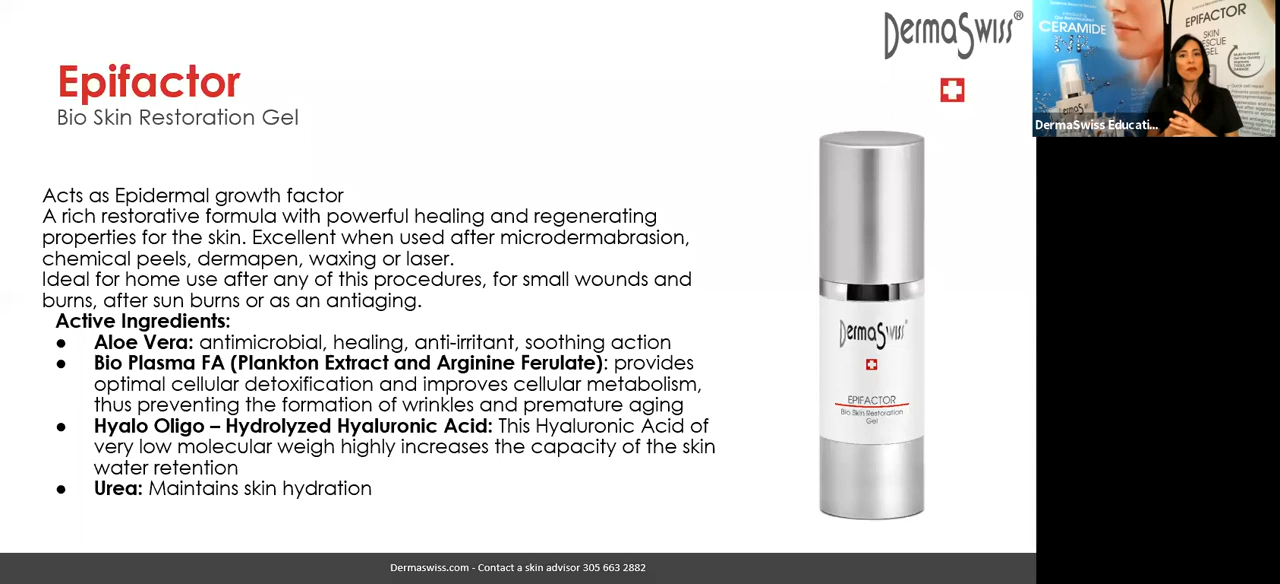 DermaSwiss®
Epifactor
Bio Skin Restoration Gel
Acts as Epidermal growth factor
A rich restorative formula with powerful healing and regenerating
properties for the skin. Excellent when used after microdermabrasion,
chemical peels, dermapen, waxing or laser.
Ideal for home use after any of this procedures, for small wounds and
burns, after sun burns or as an antiaging.
Active Ingredients:
● Aloe Vera: antimicrobial, healing, anti-irritant, soothing action
● Bio Plasma FA (Plankton Extract and Arginine Ferulate): provides
optimal cellular detoxification and improves cellular metabolism,
thus preventing the formation of wrinkles and premature aging
● Hyalo Oligo – Hydrolyzed Hyaluronic Acid: This Hyaluronic Acid of
very low molecular weigh highly increases the capacity of the skin
water retention
● Urea: Maintains skin hydration
DermaSwiss®
EPIFACTOR
Bio Skin Restoration
Gel
Dermaswiss.com - Contact a skin advisor 305 663 2882
CERAMIDE
EPIFACTOR
SKIN
GEL
DermaSwiss Educati...